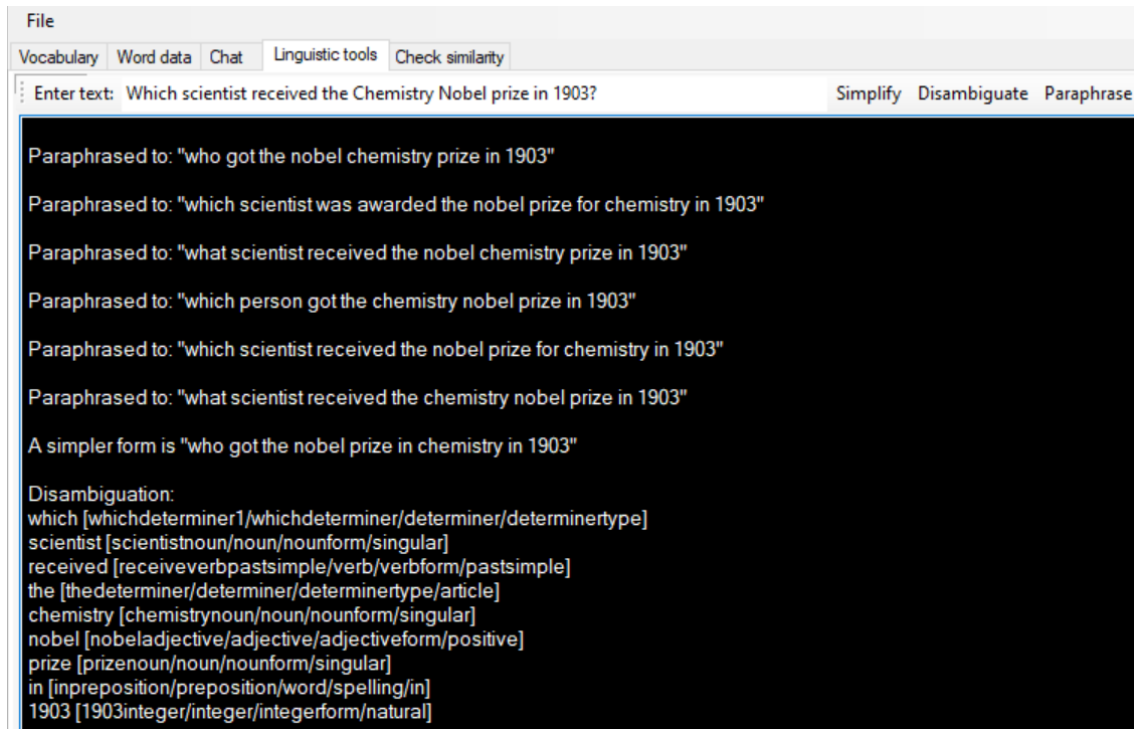 File
Vocabulary Word data Chat Linguistic tools Check similarity
Enter text: Which scientist received the Chemistry Nobel prize in 1903? Simplify Disambiguate Paraphrase
Paraphrased to: "who got the nobel chemistry prize in 1903"
Paraphrased to: "which scientist was awarded the nobel prize for chemistry in 1903"
Paraphrased to: "what scientist received the nobel chemistry prize in 1903"
Paraphrased to: "which person got the chemistry nobel prize in 1903"
Paraphrased to: "which scientist received the nobel prize for chemistry in 1903"
Paraphrased to: "what scientist received the chemistry nobel prize in 1903"
A simpler form is "who got the nobel prize in chemistry in 1903"
Disambiguation:
which [whichdeterminer1/whichdeterminer/determiner/determinertype]
scientist [scientistnoun/noun/nounform/singular]
received [receiveverbpastsimple/verb/verbform/pastsimple]
the [thedeterminer/determiner/determinertype/article]
chemistry [chemistrynoun/noun/nounform/singular]
nobel [nobeladjective/adjective/adjectiveform/positive]
prize [prizenoun/noun/nounform/singular]
in [inpreposition/preposition/word/spelling/in]
1903 [1903integer/integer/integerform/natural]